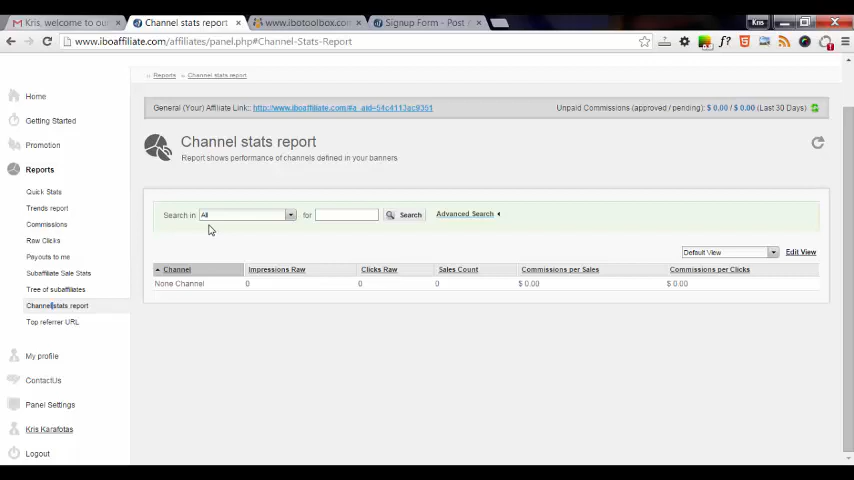 Kris, welcome to our
Channel stats report
www.ibotoolbox.com
Signup Form - Post
Kris
www.iboaffiliate.com/affiliates/panel.php#Channel-Stats-Report
Reports
Channel stats report
General (Your) Affiliate Link:: http://www.iboaffiliate.com/#a_aid=54c4113ac9351
Unpaid Commissions (approved / pending): $ 0.00 / $ 0.00 (Last 30 Days)
Home
Getting Started
Promotion
Reports
Quick Stats
Trends report
Commissions
Raw Clicks
Payouts to me
Subaffiliate Sale Stats
Tree of subaffiliates
Channel stats report
Top referrer URL
My profile
ContactUs
Panel Settings
Kris Karafotas
Logout
Channel stats report
Report shows performance of channels defined in your banners
Search in All for Search Advanced Search
Default View Edit View
Channel Impressions Raw Clicks Raw Sales Count Commissions per Sales Commissions per Clicks
None Channel 0 0 0 $ 0.00 $ 0.00